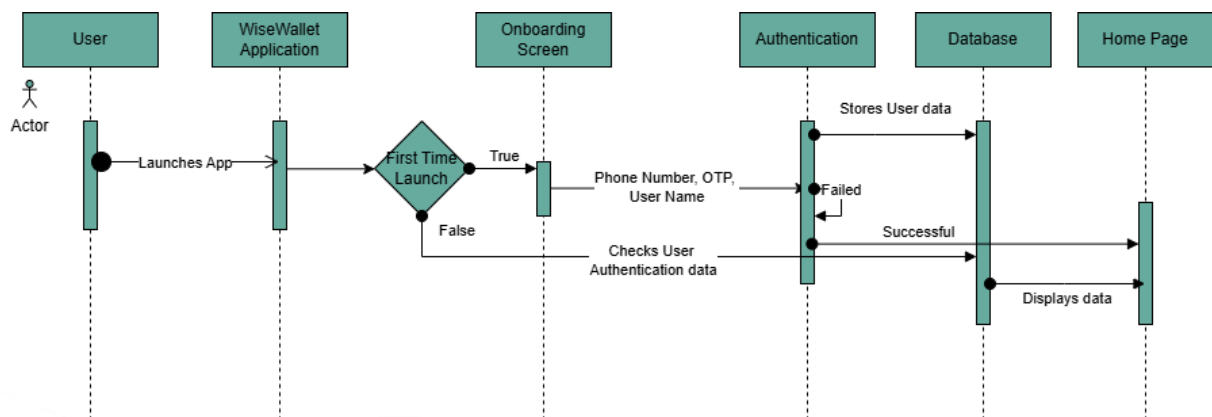 User
WiseWallet
Application
Onboarding
Screen
Authentication
Database
Home Page
Actor
Stores User data
Launches App
First Time
Launch
True
Phone Number, OTP,
User Name
Failed
False
Successful
Checks User
Authentication data
Displays data